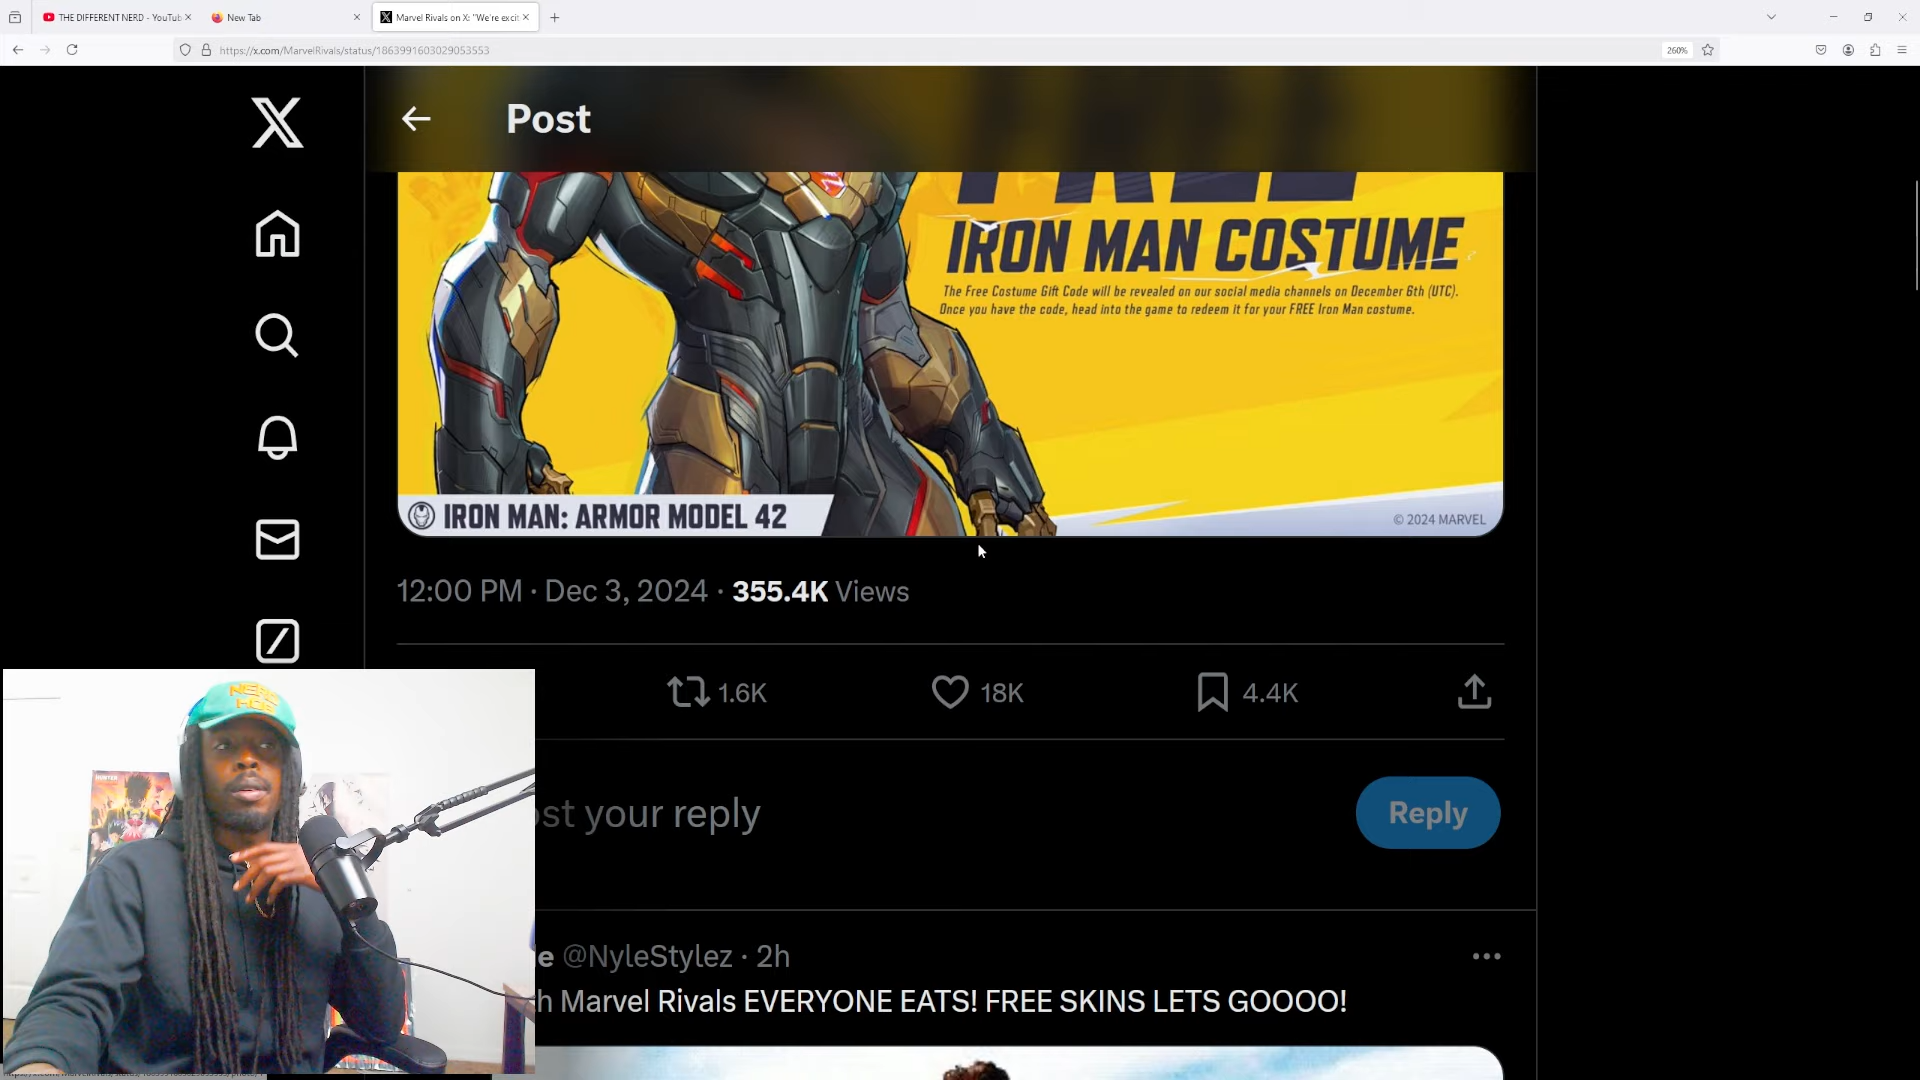 THE DIFFERENT NERD - YouTub
New Tab
Marvel Rivals on X: "We're excit
https://x.com/MarvelRivals/status/1863991603029053553
260%
Post
FREE
IRON MAN COSTUME
The Free Costume Gift Code will be revealed on our social media channels on December 6th (UTC).
Once you have the code, head into the game to redeem it for your FREE Iron Man costume.
IRON MAN: ARMOR MODEL 42
© 2024 MARVEL
12:00 PM · Dec 3, 2024 · 355.4K Views
1.6K
18K
4.4K
NERD
MOB
HUNTER
ost your reply
Reply
e @NyleStylez · 2h
h Marvel Rivals EVERYONE EATS! FREE SKINS LETS GOOOO!